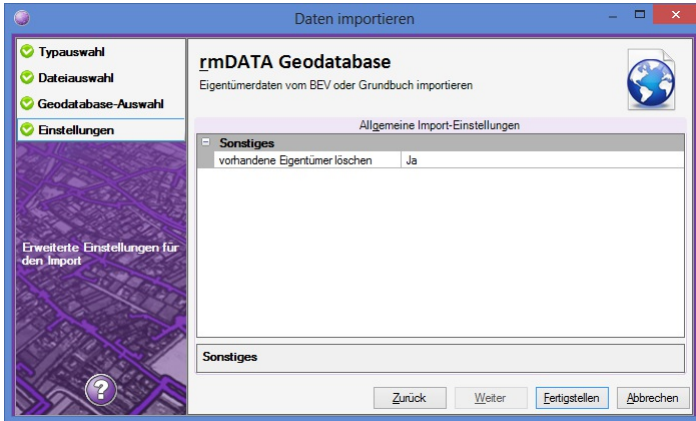 Daten importieren
Typauswahl
Dateiauswahl
Geodatabase-Auswahl
Einstellungen
Erweiterte Einstellungen für
den Import
?
rmDATA Geodatabase
Eigentümerdaten vom BEV oder Grundbuch importieren
Allgemeine Import-Einstellungen
Sonstiges
vorhandene Eigentümer löschen Ja
Sonstiges
Zurück Weiter Fertigstellen Abbrechen